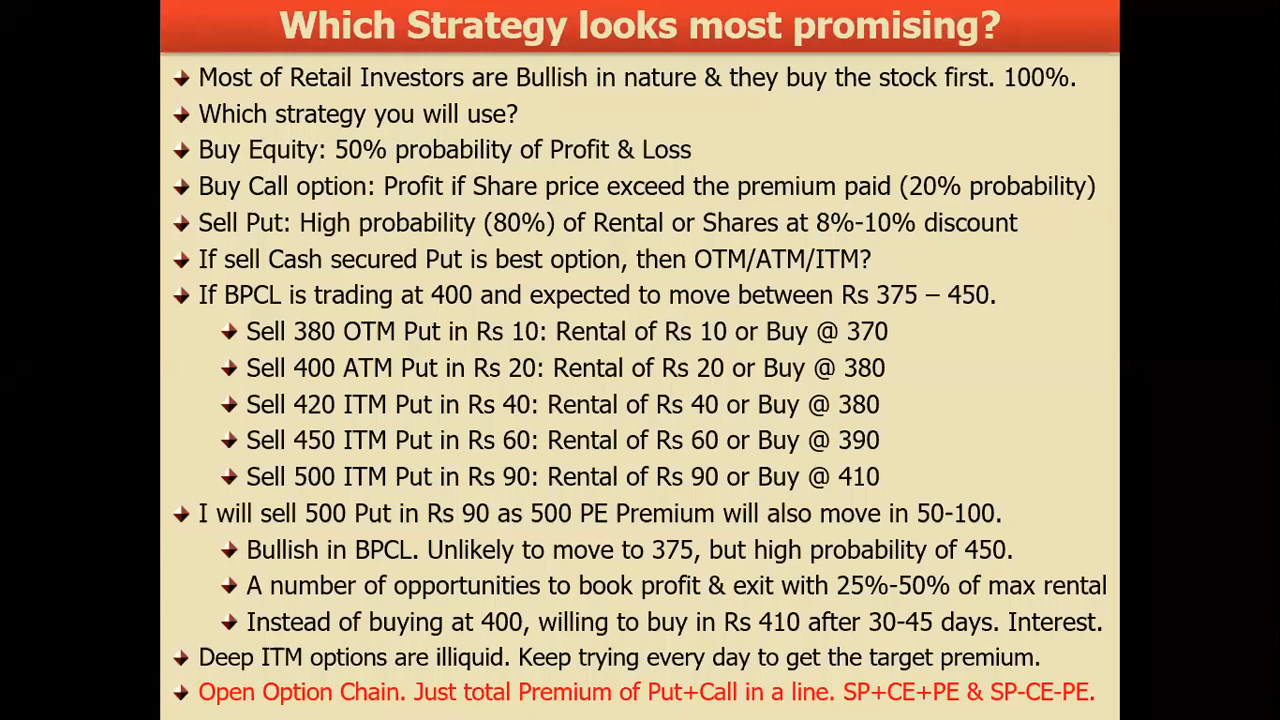 Which Strategy looks most promising?
Most of Retail Investors are Bullish in nature & they buy the stock first. 100%.
Which strategy you will use?
Buy Equity: 50% probability of Profit & Loss
Buy Call option: Profit if Share price exceed the premium paid (20% probability)
Sell Put: High probability (80%) of Rental or Shares at 8%-10% discount
If sell Cash secured Put is best option, then OTM/ATM/ITM?
If BPCL is trading at 400 and expected to move between Rs 375 – 450.
Sell 380 OTM Put in Rs 10: Rental of Rs 10 or Buy @ 370
Sell 400 ATM Put in Rs 20: Rental of Rs 20 or Buy @ 380
Sell 420 ITM Put in Rs 40: Rental of Rs 40 or Buy @ 380
Sell 450 ITM Put in Rs 60: Rental of Rs 60 or Buy @ 390
Sell 500 ITM Put in Rs 90: Rental of Rs 90 or Buy @ 410
I will sell 500 Put in Rs 90 as 500 PE Premium will also move in 50-100.
Bullish in BPCL. Unlikely to move to 375, but high probability of 450.
A number of opportunities to book profit & exit with 25%-50% of max rental
Instead of buying at 400, willing to buy in Rs 410 after 30-45 days. Interest.
Deep ITM options are illiquid. Keep trying every day to get the target premium.
Open Option Chain. Just total Premium of Put+Call in a line. SP+CE+PE & SP-CE-PE.